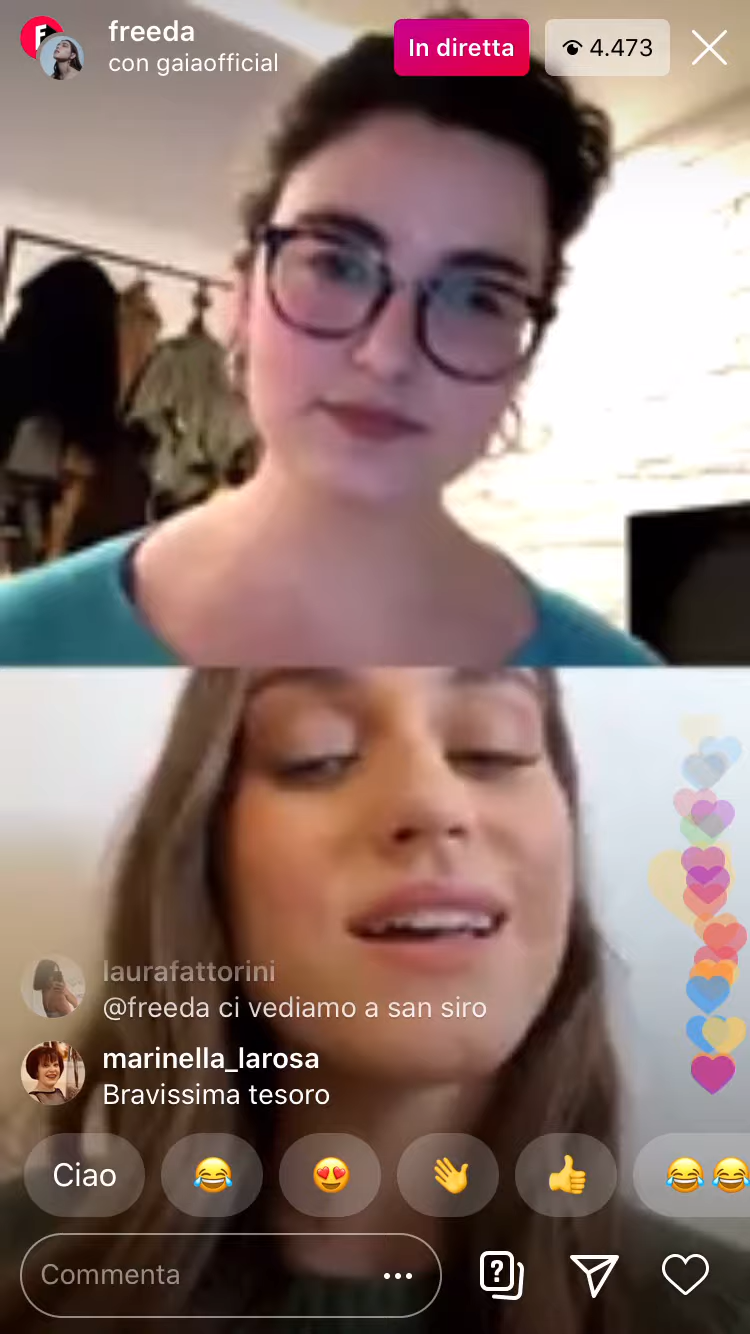 freeda
con gaiaofficial
In diretta
4.473
laurafattorini
@freeda ci vediamo a san siro
marinella_larosa
Bravissima tesoro
Ciao
Commenta